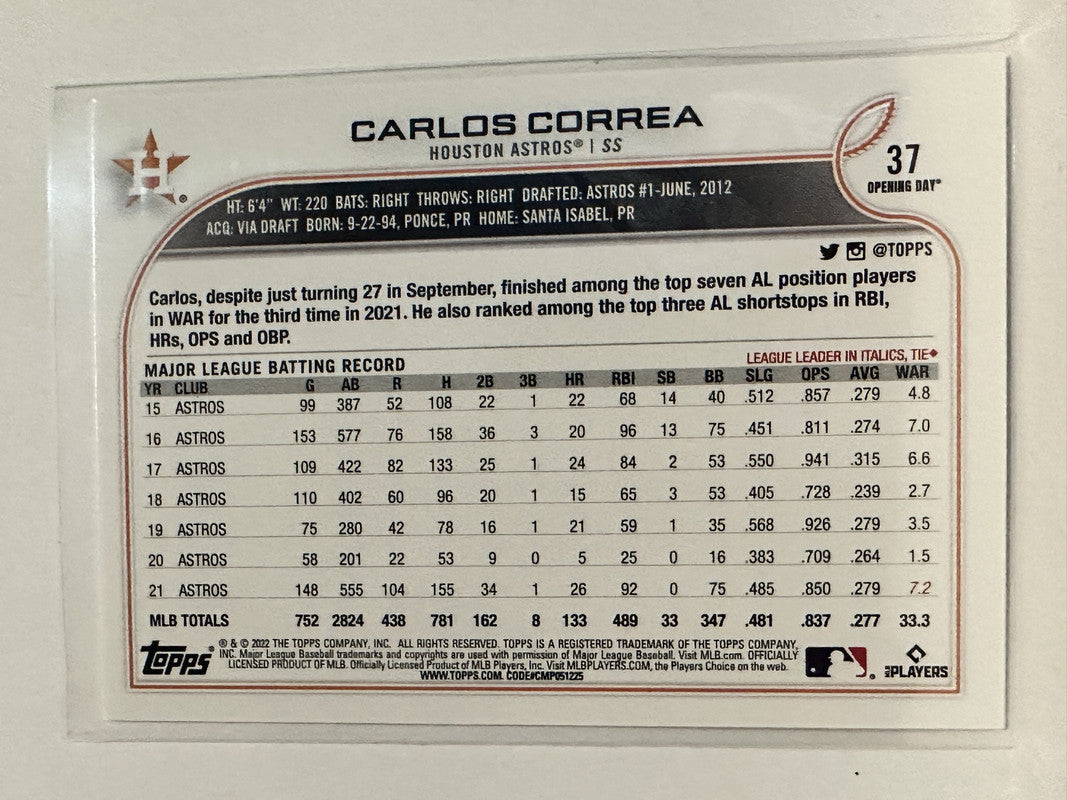 CARLOS CORREA
HOUSTON ASTROS® | SS
H
®
37
OPENING DAY®
HT: 6'4" WT: 220 BATS: RIGHT THROWS: RIGHT DRAFTED: ASTROS #1-JUNE, 2012
ACQ: VIA DRAFT BORN: 9-22-94, PONCE, PR HOME: SANTA ISABEL, PR
@TOPPS
Carlos, despite just turning 27 in September, finished among the top seven AL position players
in WAR for the third time in 2021. He also ranked among the top three AL shortstops in RBI,
HRs, OPS and OBP.
MAJOR LEAGUE BATTING RECORD LEAGUE LEADER IN ITALICS, TIE◆
YR CLUB G AB R H 2B 3B HR RBI SB BB SLG OPS AVG WAR
15 ASTROS 99 387 52 108 22 1 22 68 14 40 .512 .857 .279 4.8
16 ASTROS 153 577 76 158 36 3 20 96 13 75 .451 .811 .274 7.0
17 ASTROS 109 422 82 133 25 1 24 84 2 53 .550 .941 .315 6.6
18 ASTROS 110 402 60 96 20 1 15 65 3 53 .405 .728 .239 2.7
19 ASTROS 75 280 42 78 16 1 21 59 1 35 .568 .926 .279 3.5
20 ASTROS 58 201 22 53 9 0 5 25 0 16 .383 .709 .264 1.5
21 ASTROS 148 555 104 155 34 1 26 92 0 75 .485 .850 .279 7.2
MLB TOTALS 752 2824 438 781 162 8 133 489 33 347 .481 .837 .277 33.3
Topps®
® & © 2022 THE TOPPS COMPANY, INC. ALL RIGHTS RESERVED. TOPPS IS A REGISTERED TRADEMARK OF THE TOPPS COMPANY,
INC. Major League Baseball trademarks and copyrights are used with permission of Major League Baseball. Visit MLB.com. OFFICIALLY
LICENSED PRODUCT OF MLB. Officially Licensed Product of MLB Players, Inc. Visit MLBPLAYERS.COM, the Players Choice on the web.
WWW.TOPPS.COM. CODE#CMP051225
MLB PLAYERS